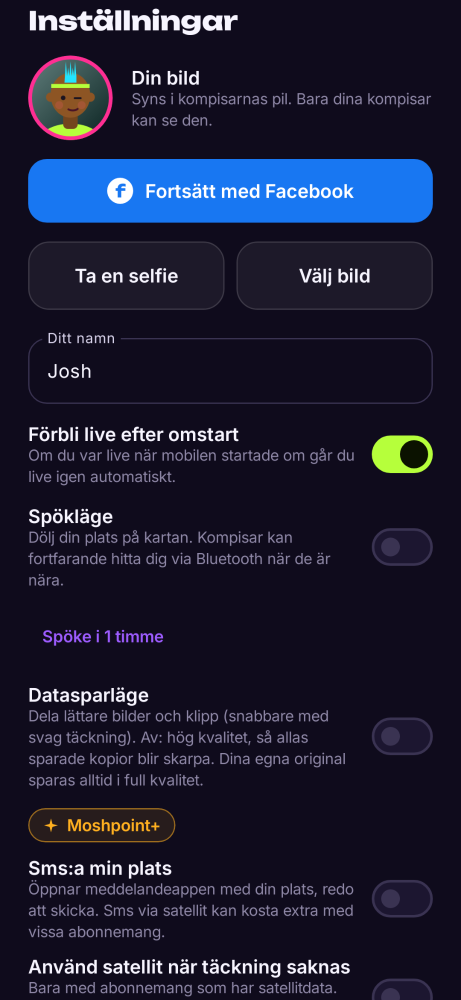 Inställningar
Din bild
Syns i kompisarnas pil. Bara dina kompisar
kan se den.
Fortsätt med Facebook
Ta en selfie
Välj bild
Ditt namn
Josh
Förbli live efter omstart
Om du var live när mobilen startade om går du
live igen automatiskt.
Spökläge
Dölj din plats på kartan. Kompisar kan
fortfarande hitta dig via Bluetooth när de är
nära.
Spöke i 1 timme
Datasparläge
Dela lättare bilder och klipp (snabbare med
svag täckning). Av: hög kvalitet, så allas
sparade kopior blir skarpa. Dina egna original
sparas alltid i full kvalitet.
Moshpoint+
Sms:a min plats
Öppnar meddelandeappen med din plats, redo
att skicka. Sms via satellit kan kosta extra med
vissa abonnemang.
Använd satellit när täckning saknas
Bara med abonnemang som har satellitdata.